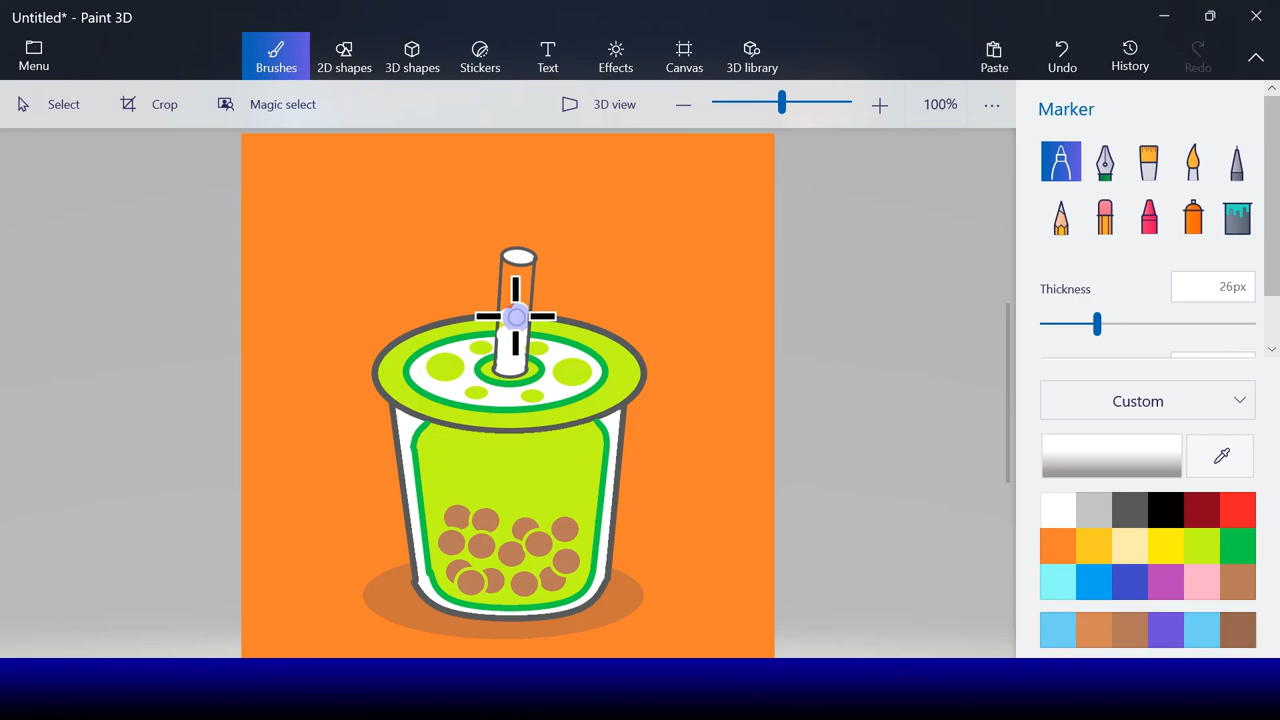 Untitled* - Paint 3D
Menu
Brushes 2D shapes 3D shapes Stickers Text Effects Canvas 3D library Paste Undo History Redo
Select Crop Magic select 3D view 100%
Marker
Thickness 26px
Custom